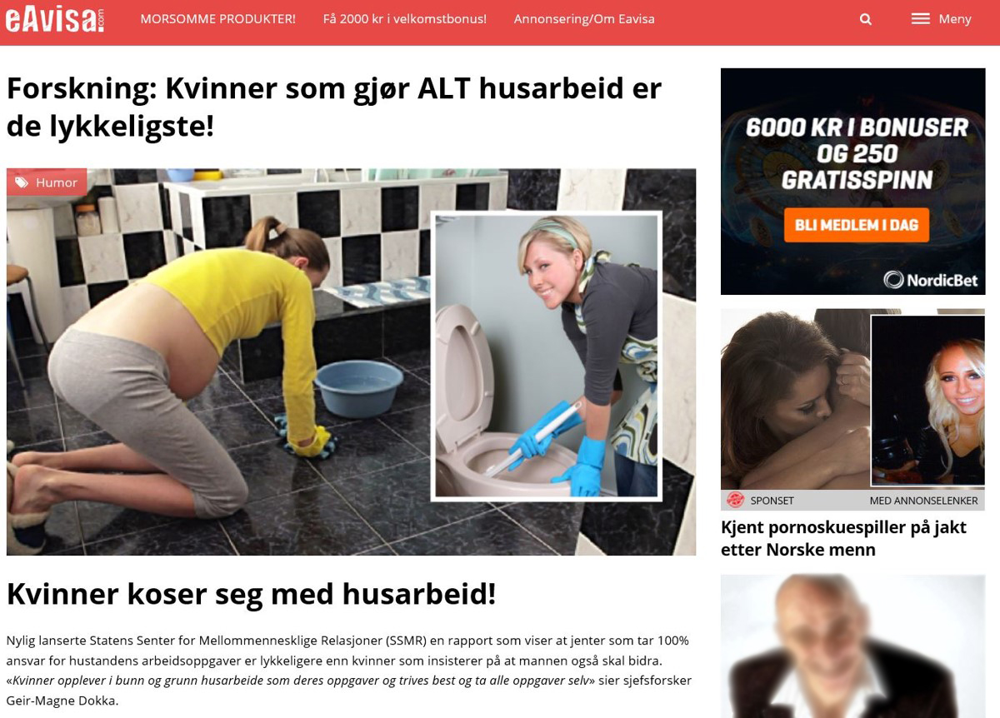 eAvisa.com
MORSOMME PRODUKTER!
Få 2000 kr i velkomstbonus!
Annonsering/Om Eavisa
Meny
Forskning: Kvinner som gjør ALT husarbeid er
de lykkeligste!
Humor
Kvinner koser seg med husarbeid!
Nylig lanserte Statens Senter for Mellommennesklige Relasjoner (SSMR) en rapport som viser at jenter som tar 100%
ansvar for hustandens arbeidsoppgaver er lykkeligere enn kvinner som insisterer på at mannen også skal bidra.
«Kvinner opplever i bunn og grunn husarbeide som deres oppgaver og trives best og ta alle oppgaver selv» sier sjefsforsker
Geir-Magne Dokka.
6000 KR I BONUSER
OG 250
GRATISSPINN
BLI MEDLEM I DAG
NordicBet
SPONSET
MED ANNONSELENKER
Kjent pornoskuespiller på jakt
etter Norske menn